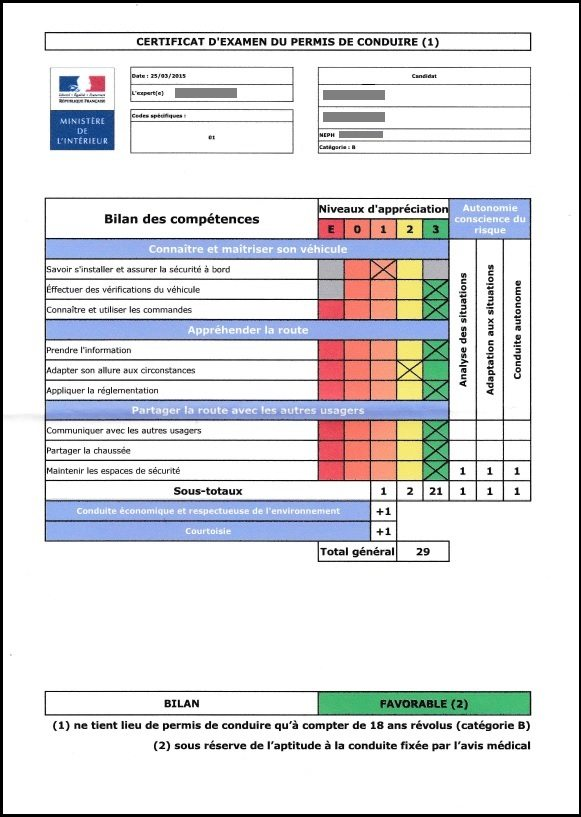 CERTIFICAT D'EXAMEN DU PERMIS DE CONDUIRE (1)
RÉPUBLIQUE FRANÇAISE
MINISTÈRE
DE
L'INTÉRIEUR
Date : 25/03/2015
L'expert(e)
Codes spécifiques :
01
Candidat
NEPH
Catégorie : B
Bilan des compétences
Niveaux d'appréciation
E 0 1 2 3
Autonomie
conscience du
risque
Analyse des situations
Adaptation aux situations
Conduite autonome
Connaître et maîtriser son véhicule
Savoir s'installer et assurer la sécurité à bord
Éffectuer des vérifications du véhicule
Connaître et utiliser les commandes
Appréhender la route
Prendre l'information
Adapter son allure aux circonstances
Appliquer la réglementation
Partager la route avec les autres usagers
Communiquer avec les autres usagers
Partager la chaussée
Maintenir les espaces de sécurité 1 1 1
Sous-totaux 1 2 21 1 1 1
Conduite économique et respectueuse de l'environnement +1
Courtoisie +1
Total général 29
BILAN FAVORABLE (2)
(1) ne tient lieu de permis de conduire qu'à compter de 18 ans révolus (catégorie B)
(2) sous réserve de l'aptitude à la conduite fixée par l'avis médical